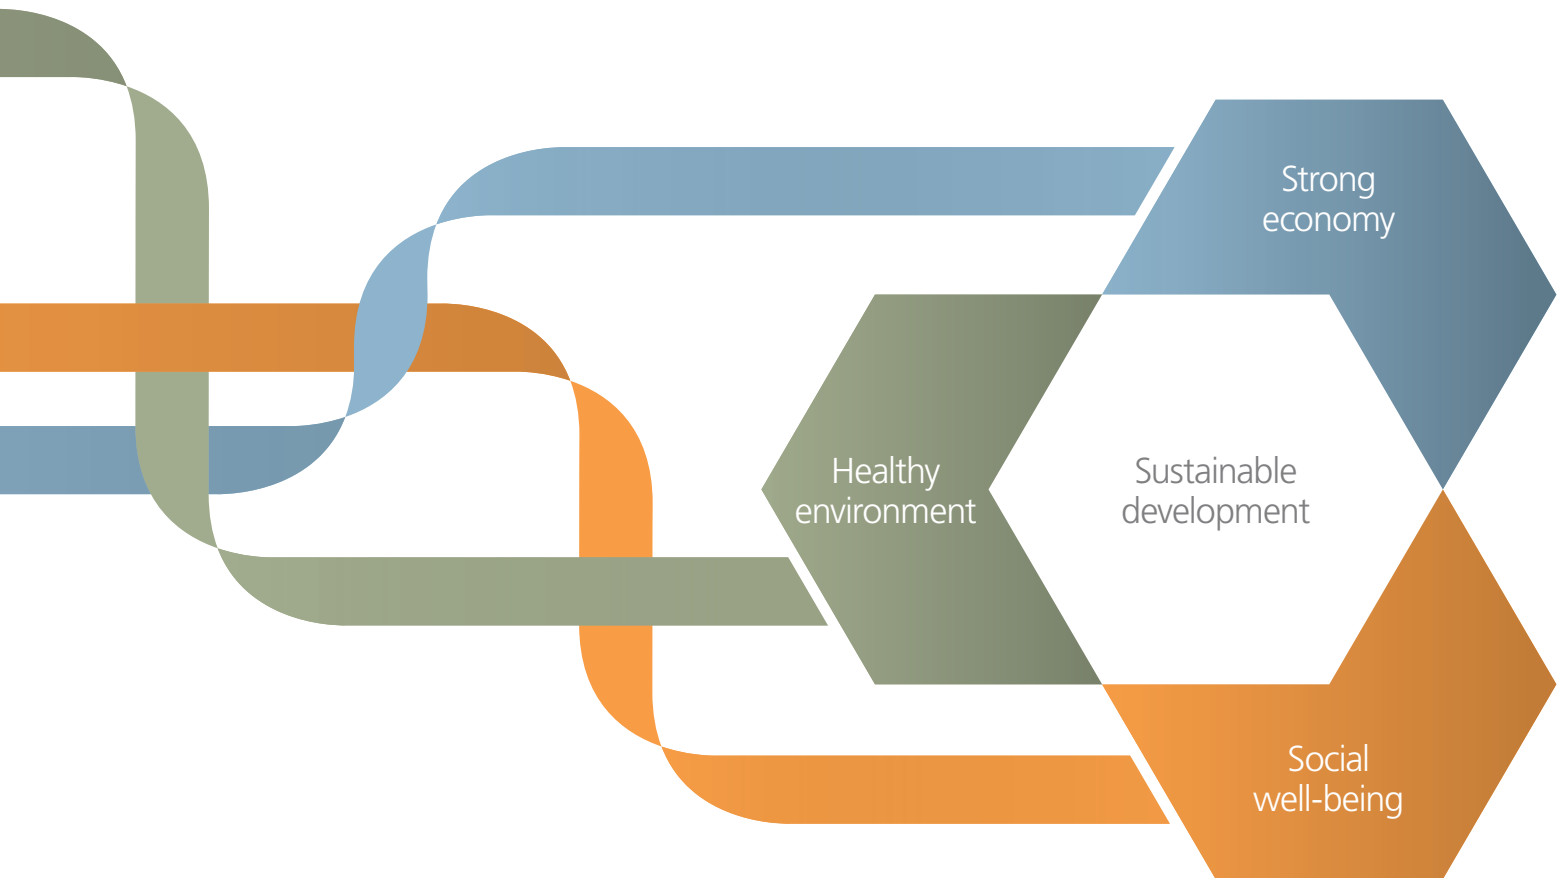 Strong
economy
Healthy
environment
Sustainable
development
Social
well-being